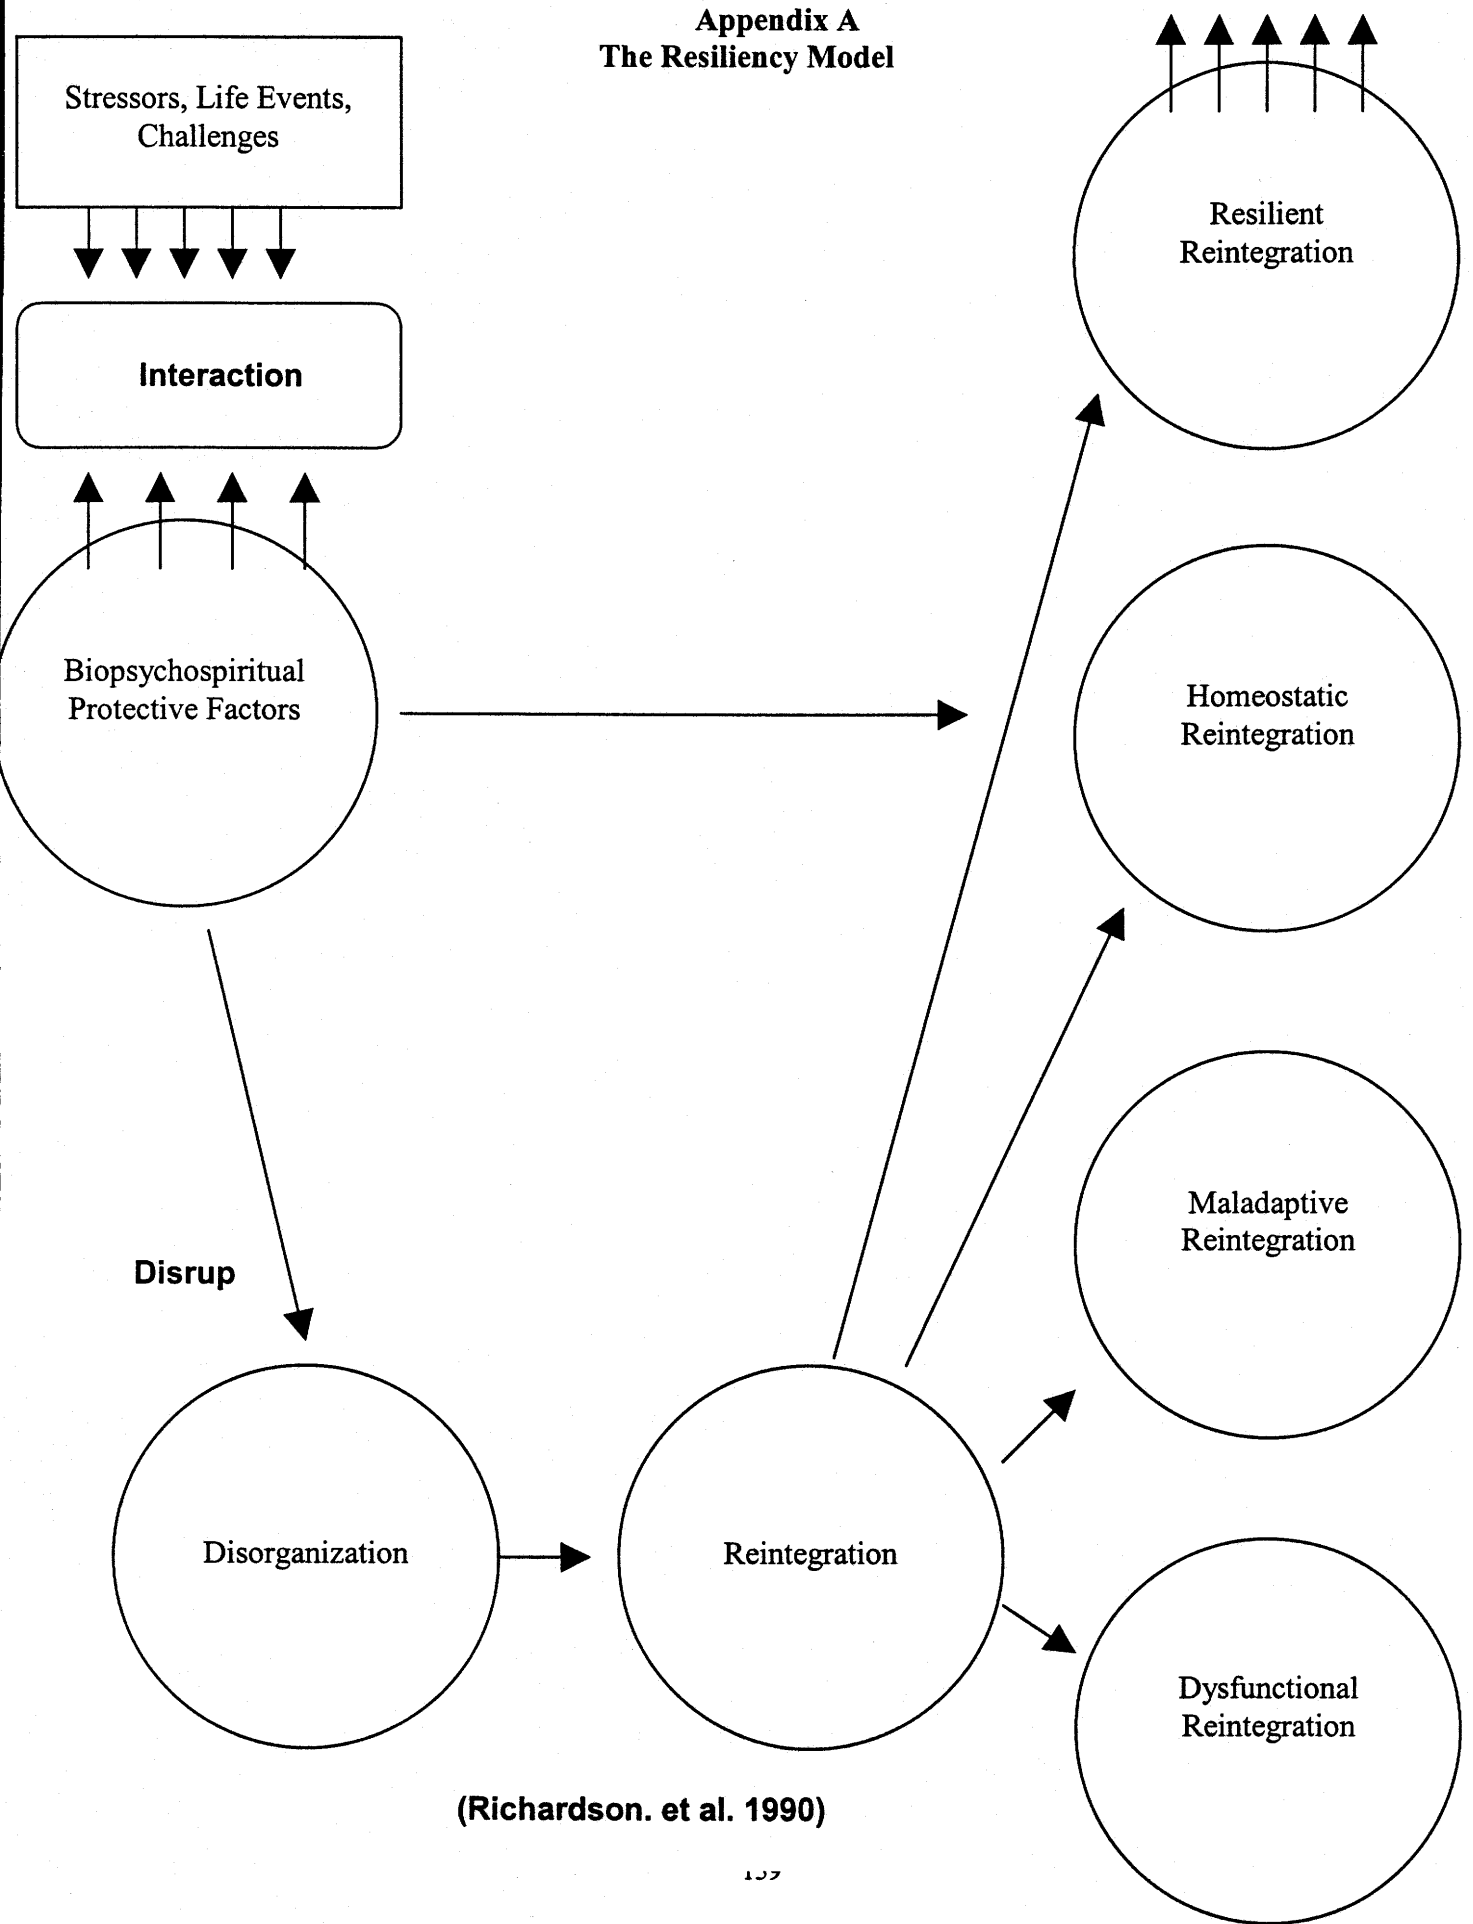 Appendix A
The Resiliency Model
Stressors, Life Events,
Challenges
Interaction
Biopsychospiritual
Protective Factors
Resilient
Reintegration
Homeostatic
Reintegration
Maladaptive
Reintegration
Disrup
Disorganization
Reintegration
Dysfunctional
Reintegration
(Richardson. et al. 1990)